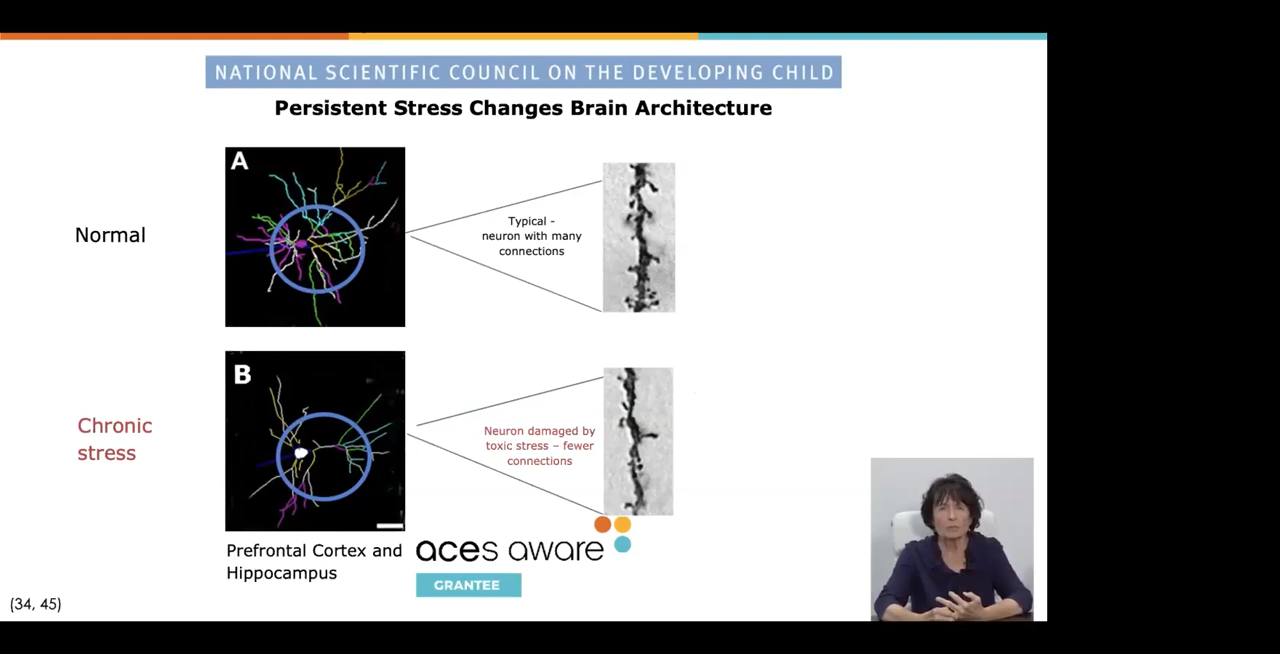 NATIONAL SCIENTIFIC COUNCIL ON THE DEVELOPING CHILD
Persistent Stress Changes Brain Architecture
A
Normal
Typical -
neuron with many
connections
B
Chronic
stress
Neuron damaged by
toxic stress – fewer
connections
Prefrontal Cortex and
Hippocampus
aces aware
GRANTEE
(34, 45)